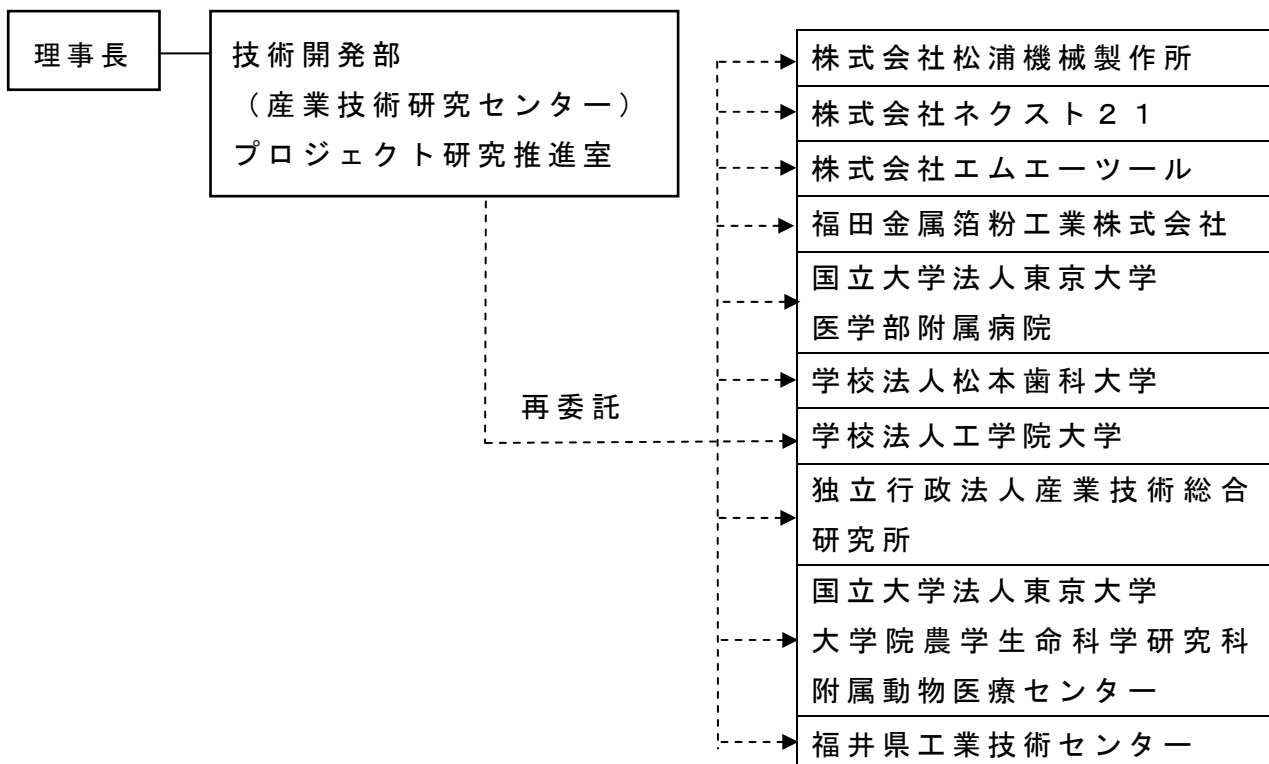 理事長
技術開発部
（産業技術研究センター）
プロジェクト研究推進室
再委託
株式会社松浦機械製作所
株式会社ネクスト２１
株式会社エムエーツール
福田金属箔粉工業株式会社
国立大学法人東京大学
医学部附属病院
学校法人松本歯科大学
学校法人工学院大学
独立行政法人産業技術総合
研究所
国立大学法人東京大学
大学院農学生命科学研究科
附属動物医療センター
福井県工業技術センター